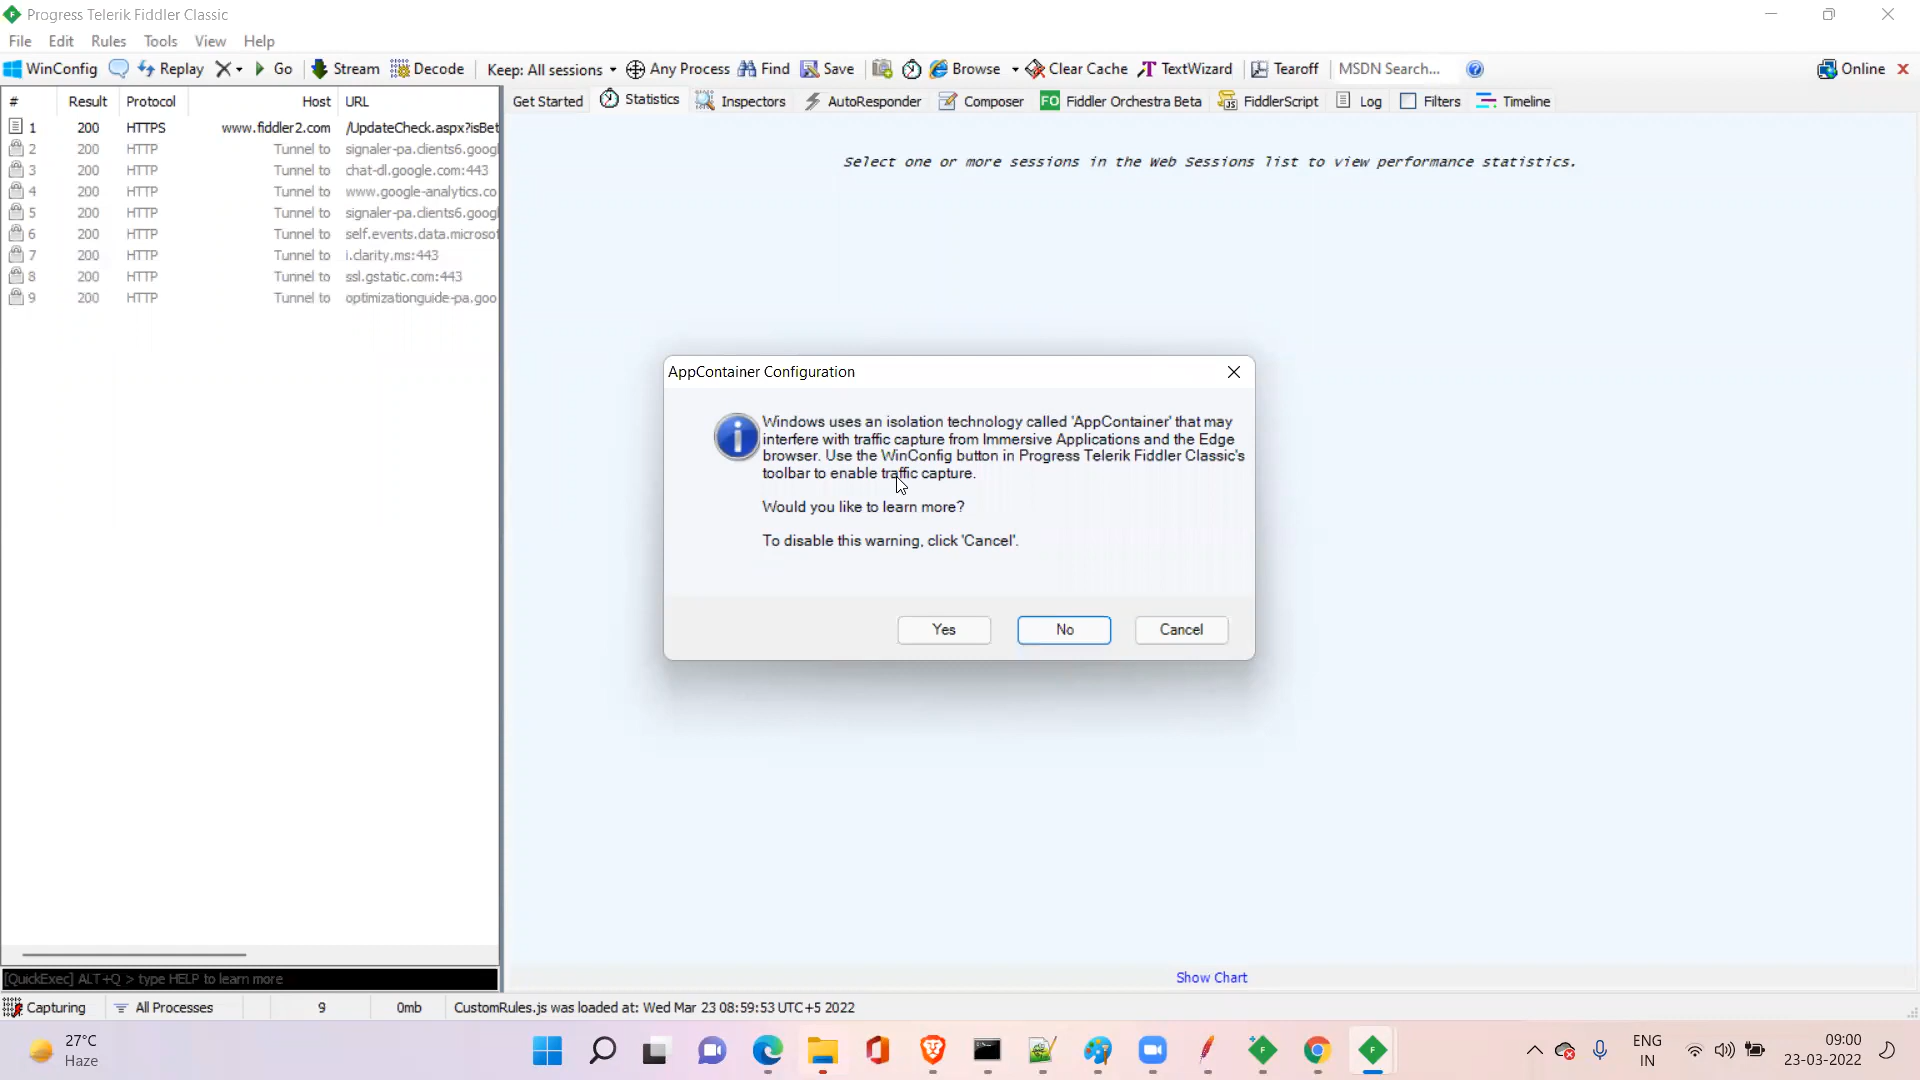 Progress Telerik Fiddler Classic
File Edit Rules Tools View Help
WinConfig Replay Go Stream Decode Keep: All sessions Any Process Find Save Browse Clear Cache TextWizard Tearoff MSDN Search... Online
# Result Protocol Host URL
Get Started Statistics Inspectors AutoResponder Composer FO Fiddler Orchestra Beta FiddlerScript Log Filters Timeline
1 200 HTTPS www.fiddler2.com /UpdateCheck.aspx?isBet
2 200 HTTP Tunnel to signaler-pa.clients6.googl
3 200 HTTP Tunnel to chat-dl.google.com:443
4 200 HTTP Tunnel to www.google-analytics.co
5 200 HTTP Tunnel to signaler-pa.clients6.googl
6 200 HTTP Tunnel to self.events.data.microsof
7 200 HTTP Tunnel to i.clarity.ms:443
8 200 HTTP Tunnel to ssl.gstatic.com:443
9 200 HTTP Tunnel to optimizationguide-pa.goo
Select one or more sessions in the Web Sessions list to view performance statistics.
AppContainer Configuration
Windows uses an isolation technology called 'AppContainer' that may
interfere with traffic capture from Immersive Applications and the Edge
browser. Use the WinConfig button in Progress Telerik Fiddler Classic's
toolbar to enable traffic capture.
Would you like to learn more?
To disable this warning, click 'Cancel'.
Yes No Cancel
Show Chart
[QuickExec] ALT+Q > type HELP to learn more
Capturing All Processes 9 0mb CustomRules.js was loaded at: Wed Mar 23 08:59:53 UTC+5 2022
27°C
Haze
ENG
IN
09:00
23-03-2022